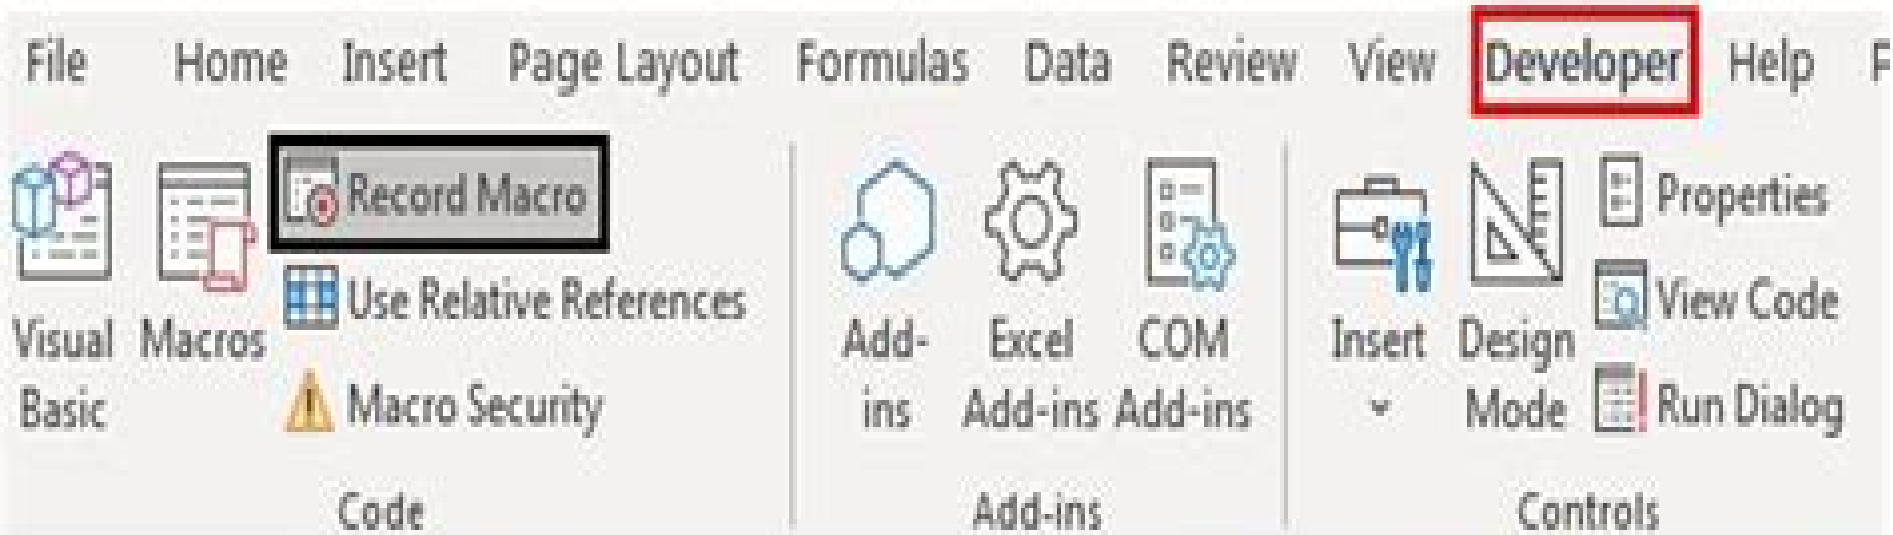 File Home Insert Page Layout Formulas Data Review View Developer Help
Record Macro
Properties
Use Relative References
View Code
Visual Basic
Macros
Add-ins
Excel Add-ins
COM Add-ins
Insert
Design Mode
Macro Security
Run Dialog
Code
Add-ins
Controls